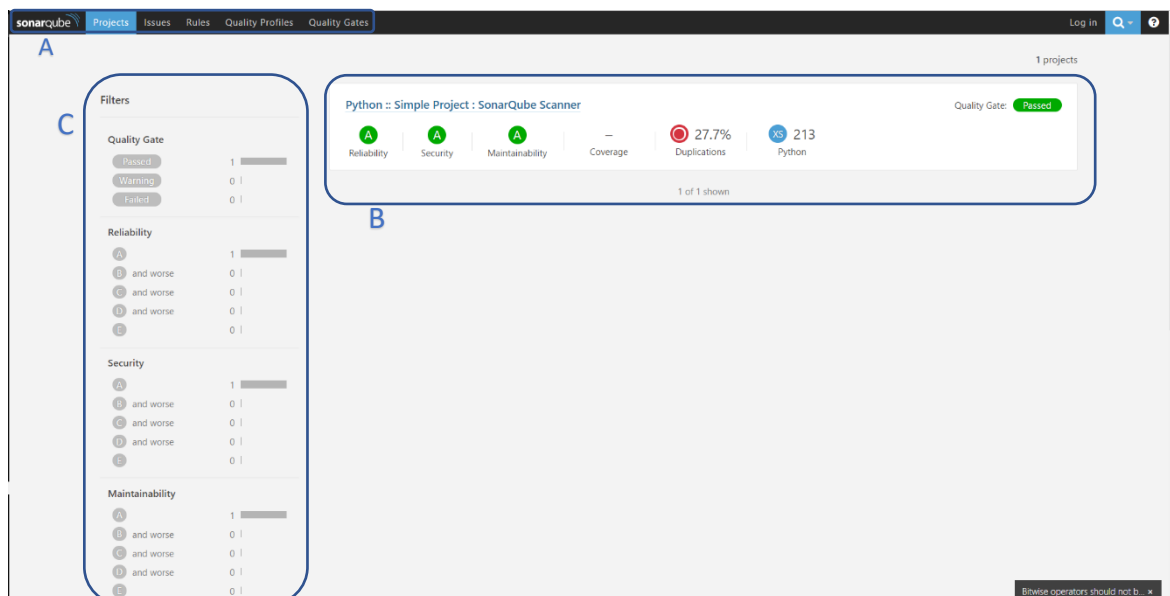 sonarqube Projects Issues Rules Quality Profiles Quality Gates Log in
A
1 projects
C
Filters
Quality Gate
Passed 1
Warning 0
Failed 0
Reliability
A 1
B and worse 0
C and worse 0
D and worse 0
E 0
Security
A 1
B and worse 0
C and worse 0
D and worse 0
E 0
Maintainability
A 1
B and worse 0
C and worse 0
D and worse 0
E 0
Python :: Simple Project : SonarQube Scanner Quality Gate: Passed
A A A – 27.7% XS 213
Reliability Security Maintainability Coverage Duplications Python
1 of 1 shown
B
Bitwise operators should not b... ×